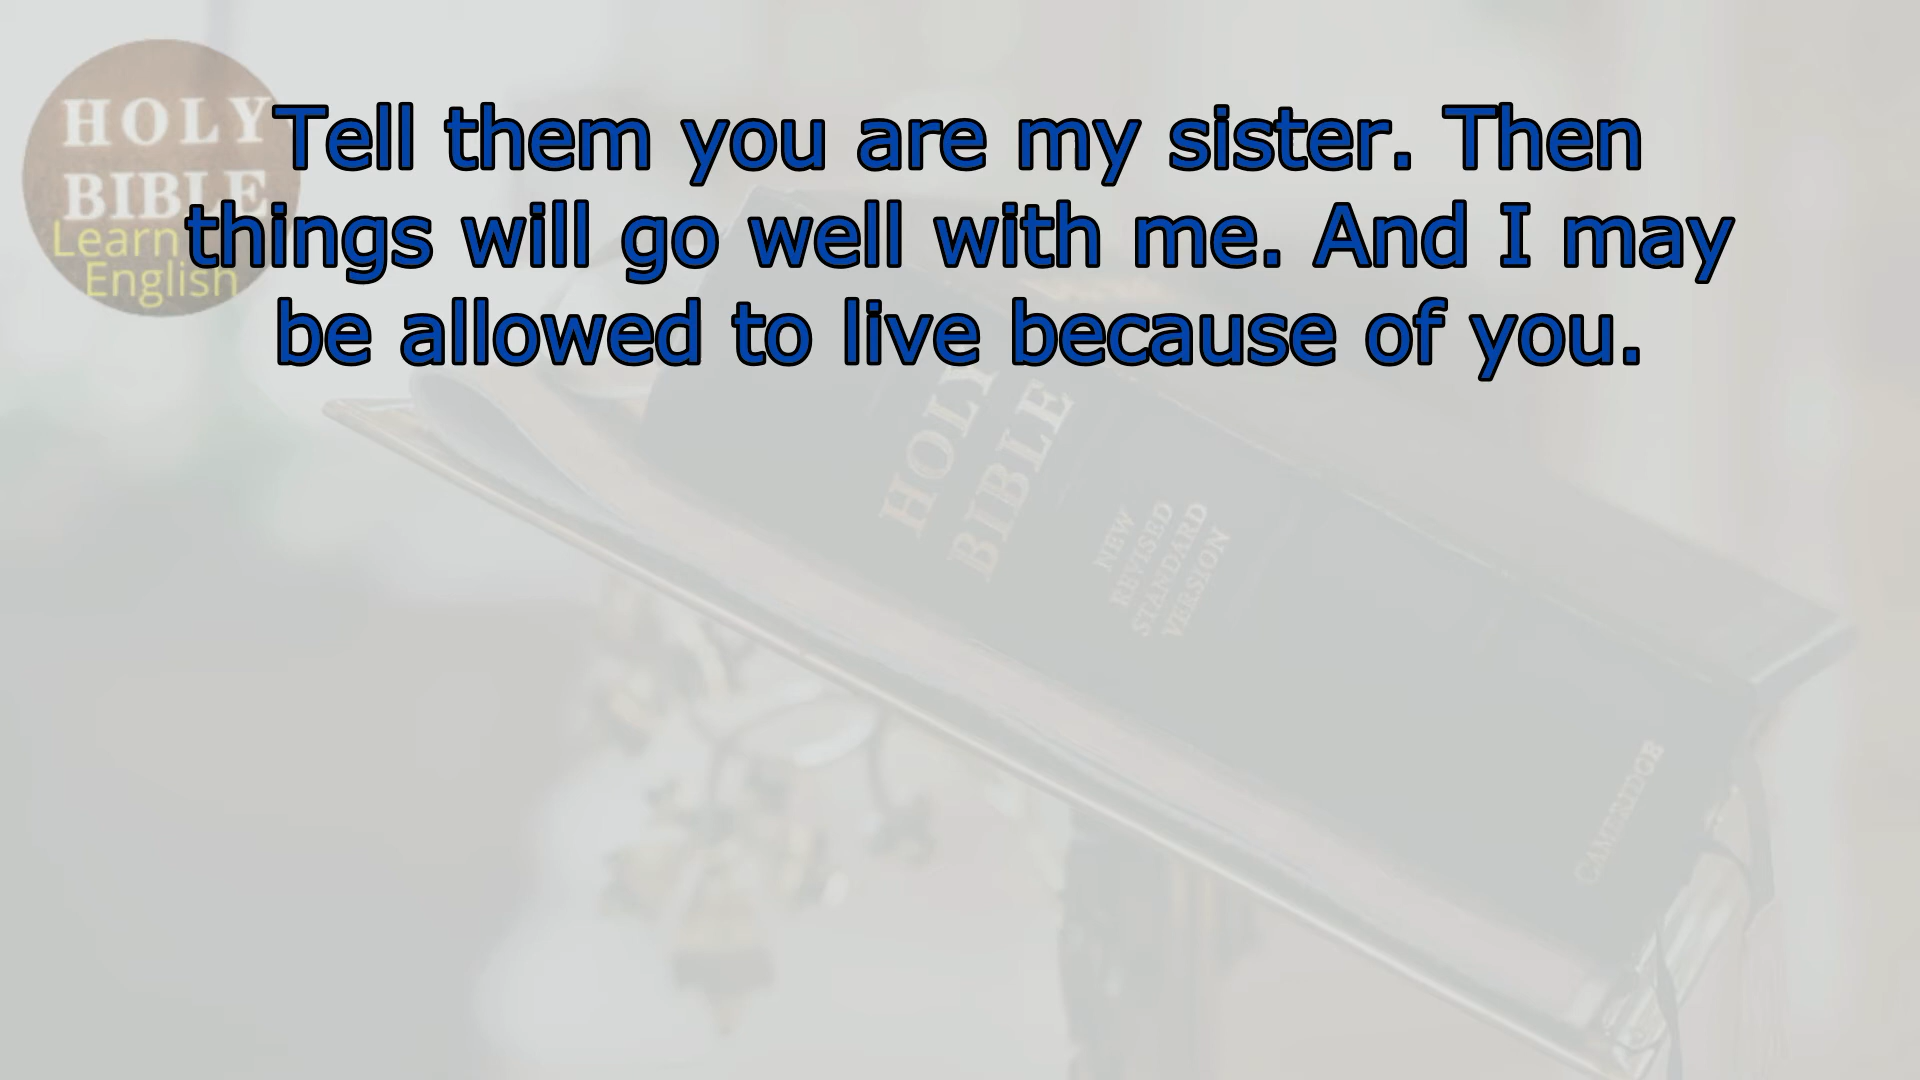 HOLY
BIBLE
Learn
English
Tell them you are my sister. Then
things will go well with me. And I may
be allowed to live because of you.
HOLY
BIBLE
NEW
REVISED
STANDARD
VERSION
CAMBRIDGE